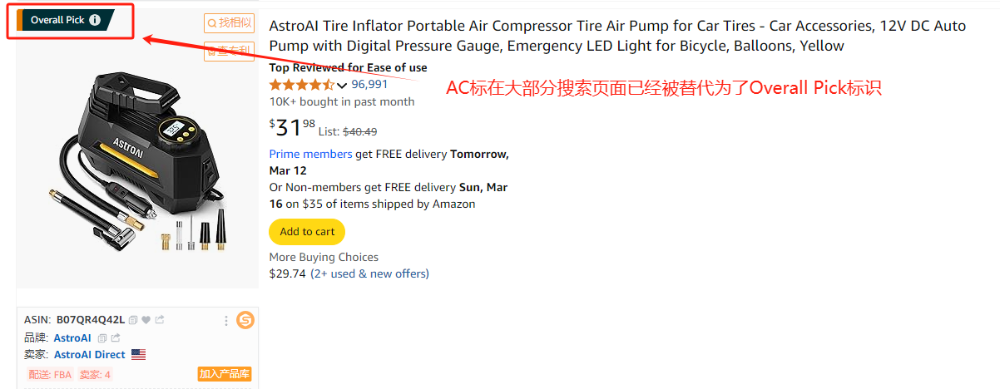 Overall Pick
找相似
查专利
AstroAI Tire Inflator Portable Air Compressor Tire Air Pump for Car Tires - Car Accessories, 12V DC Auto
Pump with Digital Pressure Gauge, Emergency LED Light for Bicycle, Balloons, Yellow
Top Reviewed for Ease of use
96,991
10K+ bought in past month
AC标在大部分搜索页面已经被替代为了Overall Pick标识
$31.98 List: $40.49
Prime members get FREE delivery Tomorrow,
Mar 12
Or Non-members get FREE delivery Sun, Mar
16 on $35 of items shipped by Amazon
Add to cart
More Buying Choices
$29.74 (2+ used & new offers)
ASTROAI
ASIN: B07QR4Q42L
品牌: AstroAI
卖家: AstroAI Direct
配送: FBA 卖家: 4
加入产品库